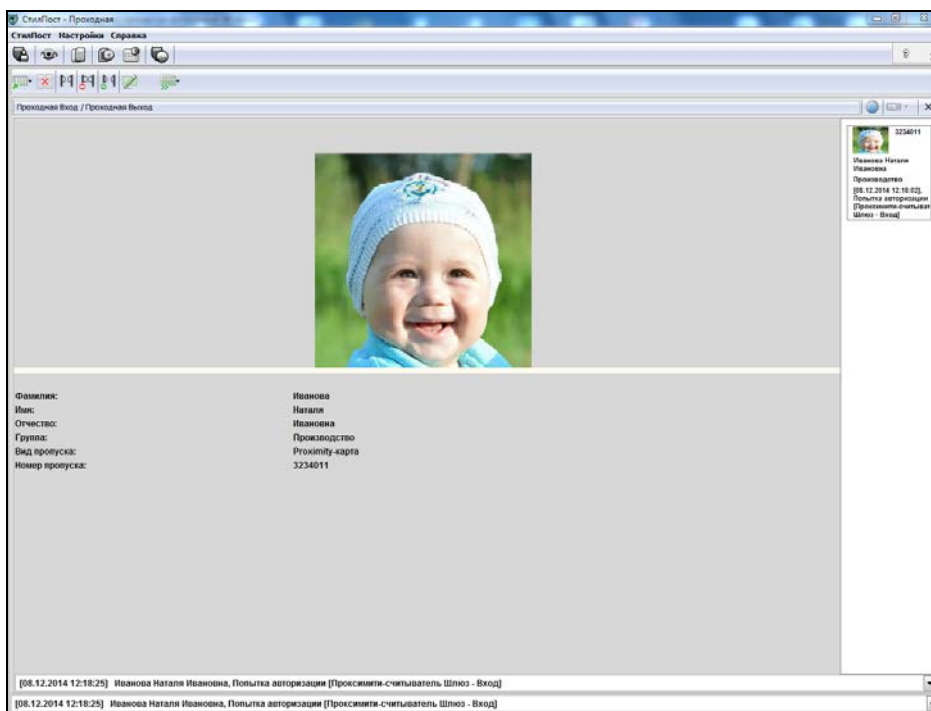 СтилПост - Проходная
СтилПост Настройки Справка
Проходная Вход / Проходная Выход
3234011
Иванова Наталя
Ивановна
Производство
[08.12.2014 12:18:02],
Попытка авторизации
[Проксимити-считыват
Шлюз - Вход]
Фамилия: Иванова
Имя: Наталя
Отчество: Ивановна
Группа: Производство
Вид пропуска: Proximity-карта
Номер пропуска: 3234011
[08.12.2014 12:18:25] Иванова Наталя Ивановна, Попытка авторизации [Проксимити-считыватель Шлюз - Вход]
[08.12.2014 12:18:25] Иванова Наталя Ивановна, Попытка авторизации [Проксимити-считыватель Шлюз - Вход]